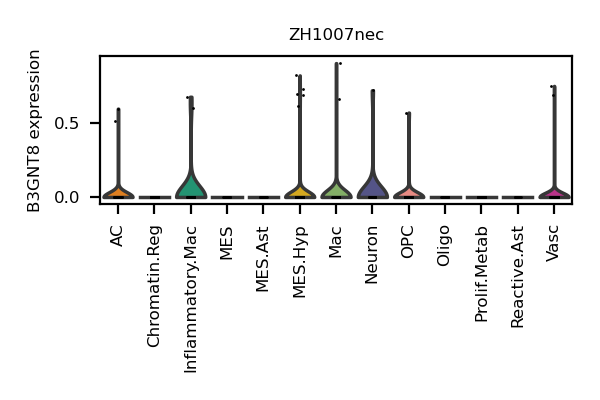 ZH1007nec
B3GNT8 expression
0.5
0.0
AC
Chromatin.Reg
Inflammatory.Mac
MES
MES.Ast
MES.Hyp
Mac
Neuron
OPC
Oligo
Prolif.Metab
Reactive.Ast
Vasc